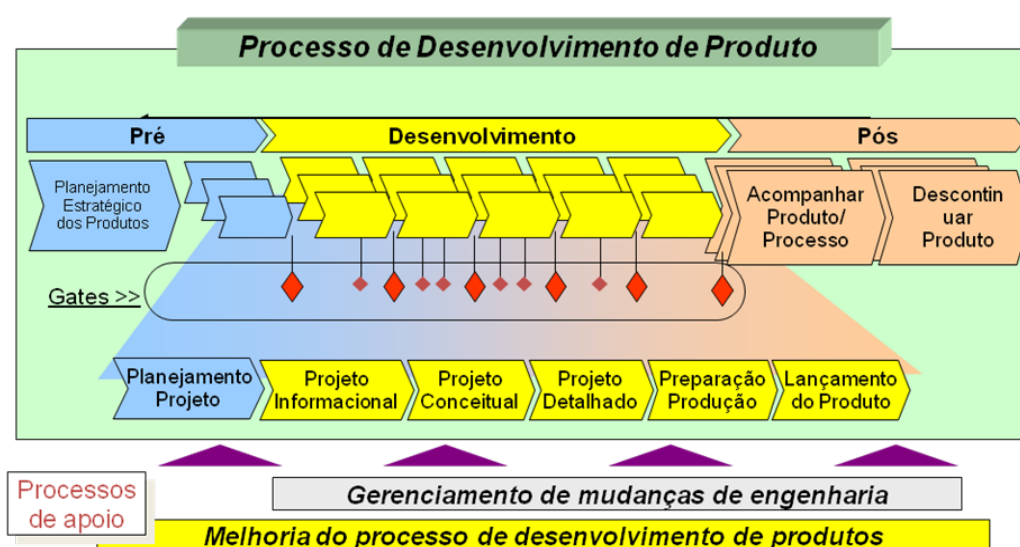 Processo de Desenvolvimento de Produto
Pré
Desenvolvimento
Pós
Planejamento
Estratégico
dos Produtos
Acompanhar
Produto/
Processo
Descontin
uar
Produto
Gates >>
Planejamento
Projeto
Projeto
Informacional
Projeto
Conceitual
Projeto
Detalhado
Preparação
Produção
Lançamento
do Produto
Processos
de apoio
Gerenciamento de mudanças de engenharia
Melhoria do processo de desenvolvimento de produtos